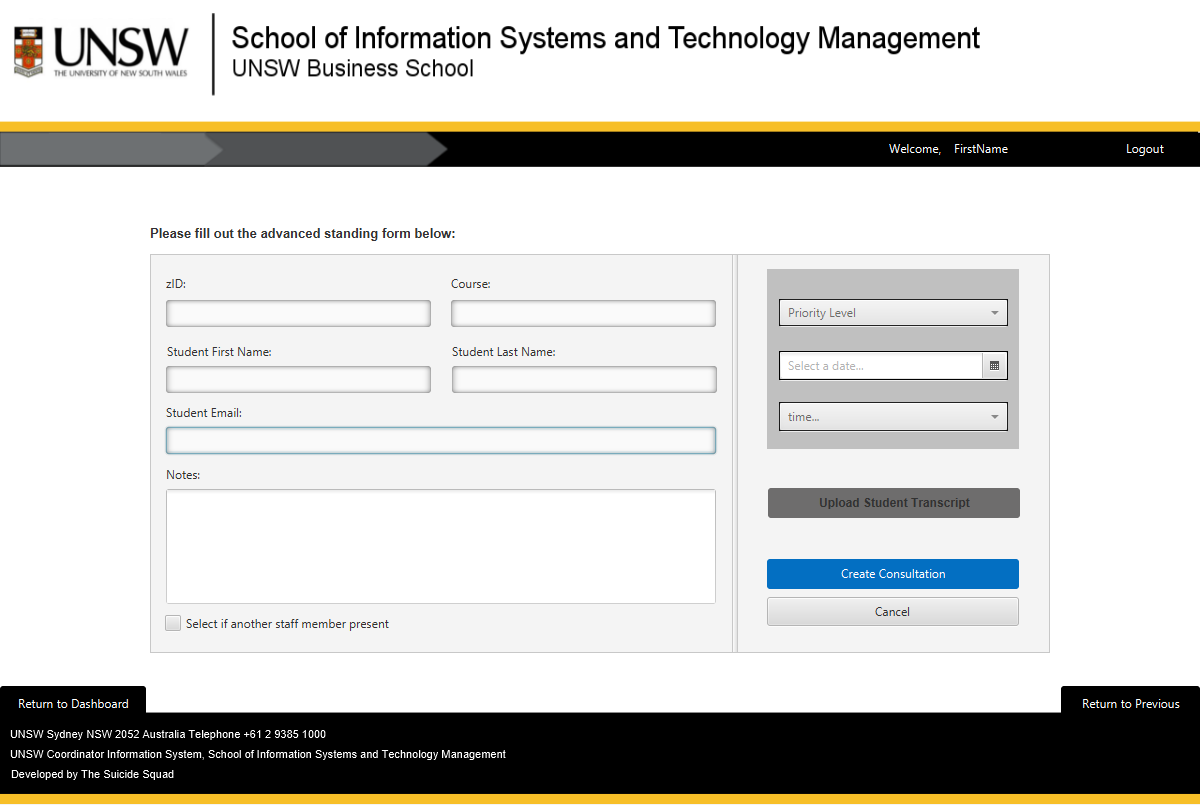 UNSW
THE UNIVERSITY OF NEW SOUTH WALES
School of Information Systems and Technology Management
UNSW Business School
Welcome, FirstName Logout
Please fill out the advanced standing form below:
zID: Course:
Priority Level
Student First Name: Student Last Name:
Select a date...
Student Email:
time...
Notes:
Upload Student Transcript
Create Consultation
Cancel
Select if another staff member present
Return to Dashboard Return to Previous
UNSW Sydney NSW 2052 Australia Telephone +61 2 9385 1000
UNSW Coordinator Information System, School of Information Systems and Technology Management
Developed by The Suicide Squad